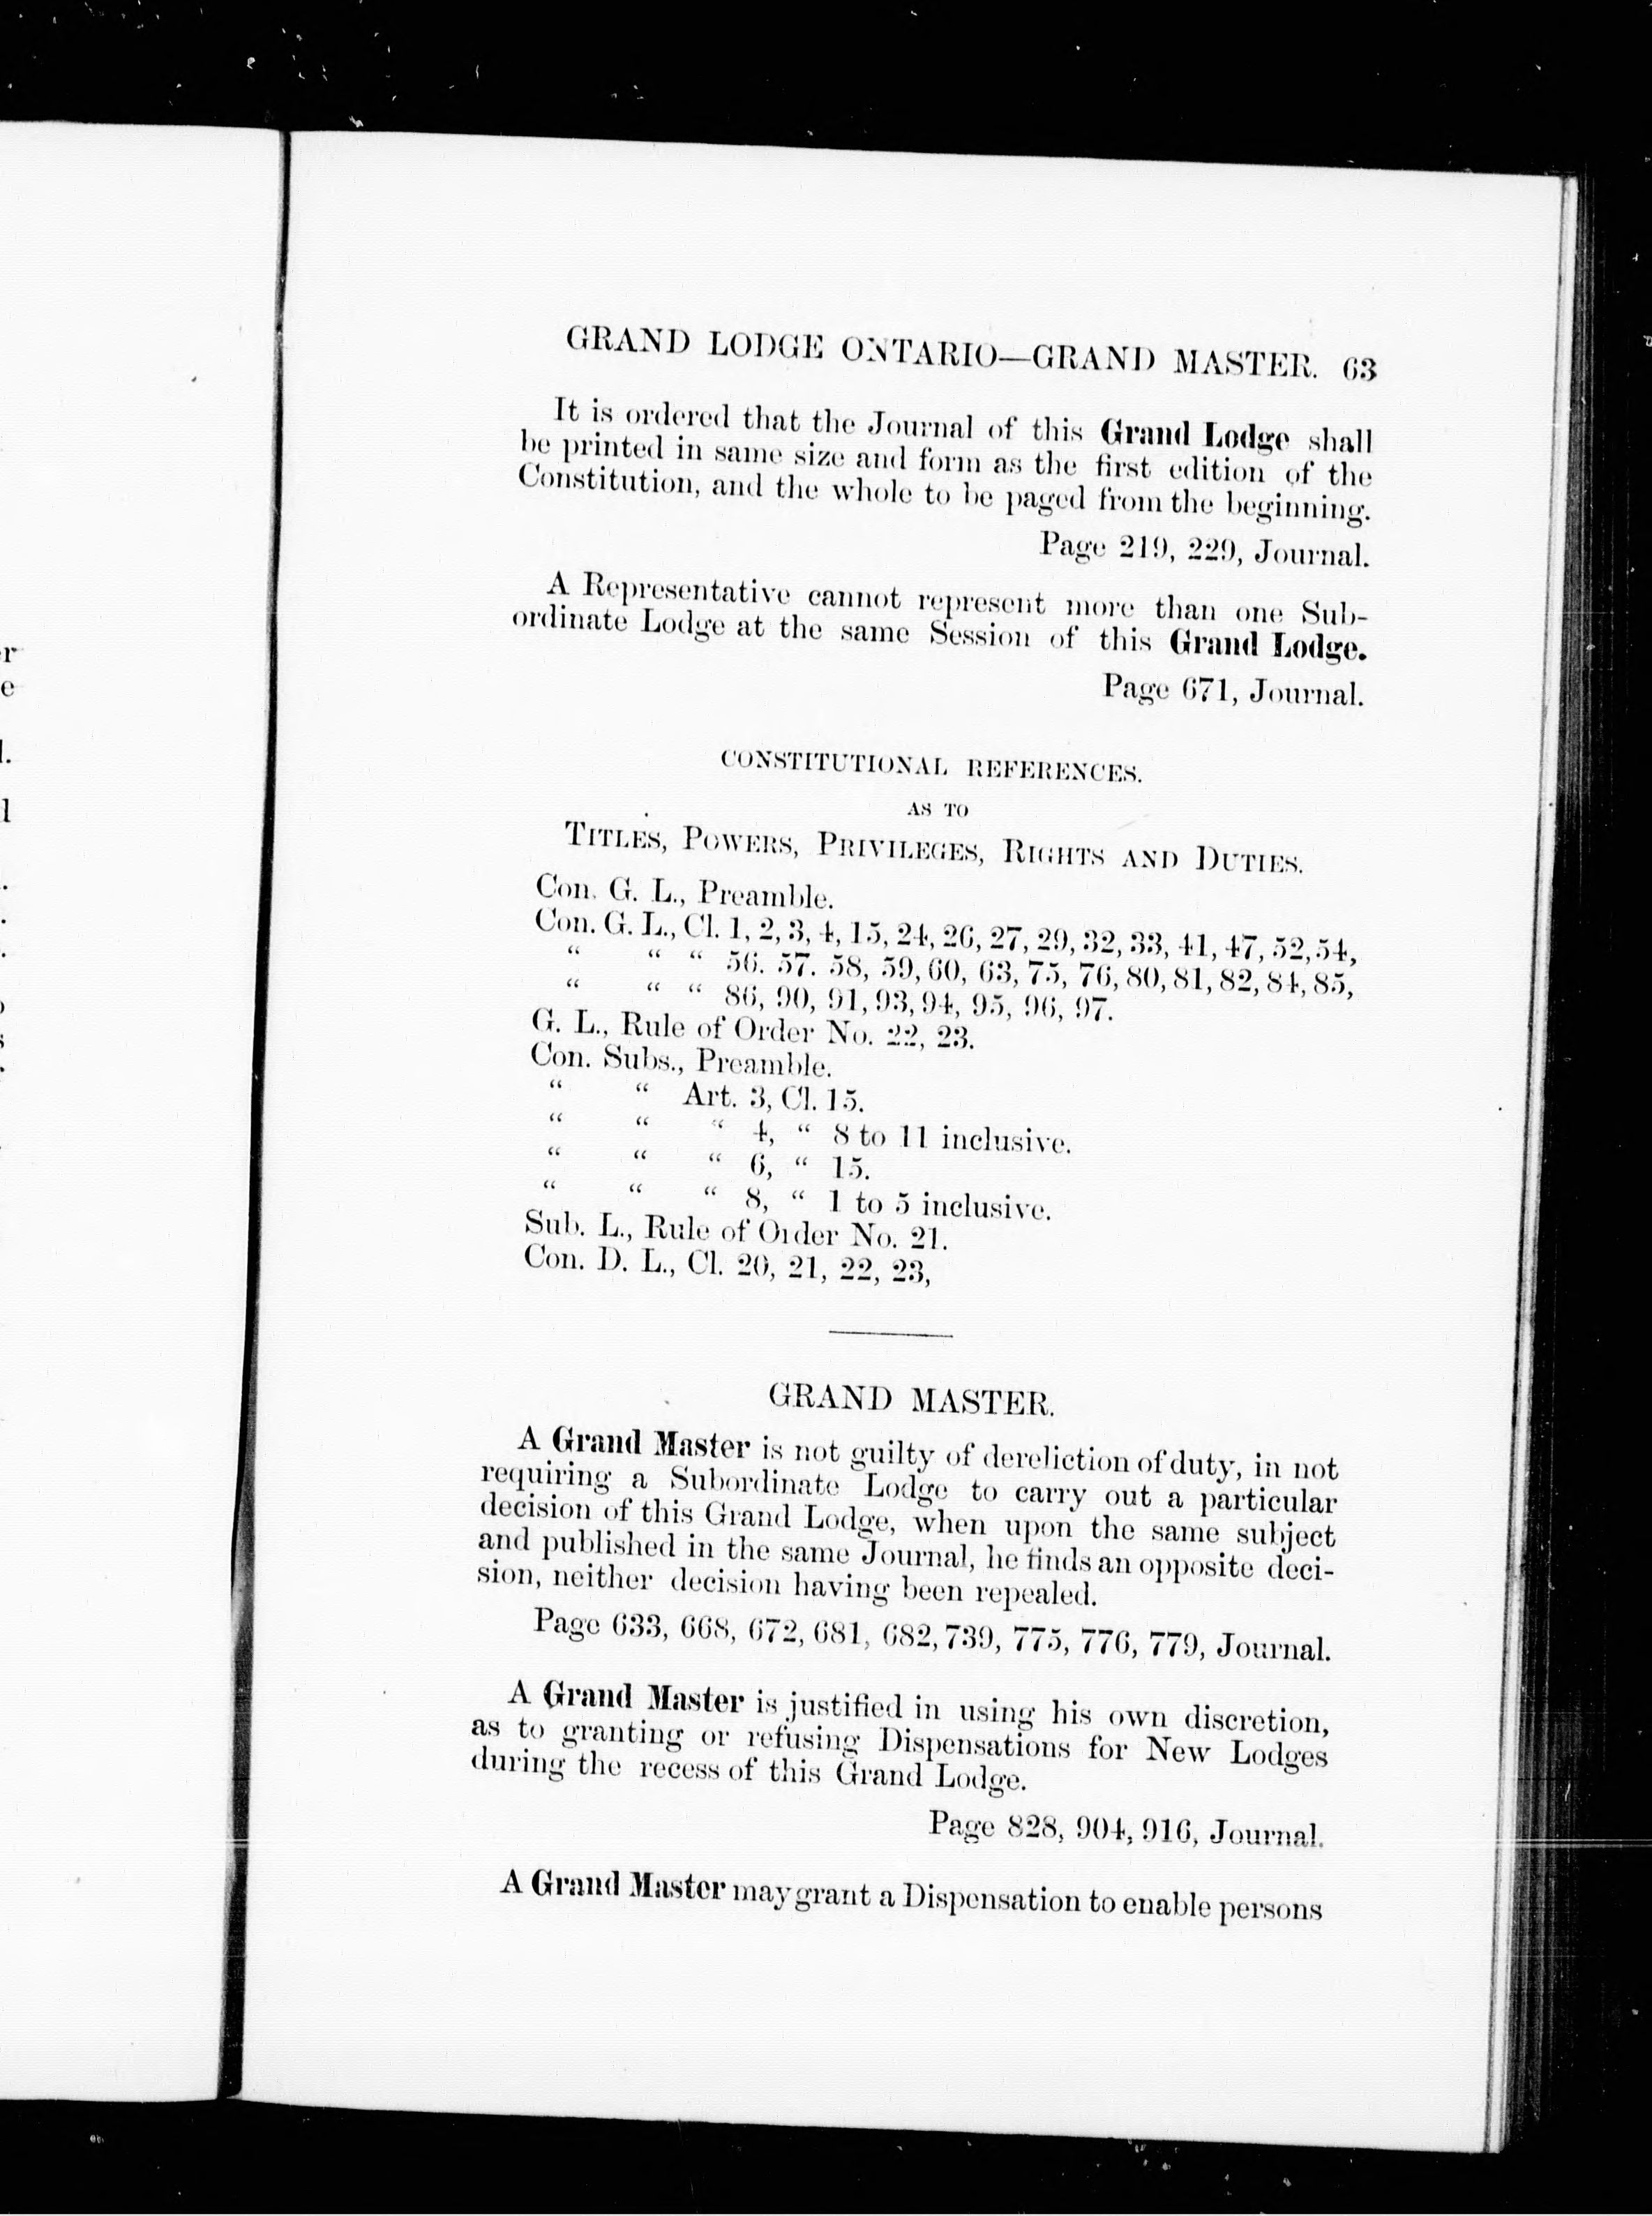 GRAND LODGE ONTARIO—GRAND MASTER. 63
It is ordered that the Journal of this Grand Lodge shall
be printed in same size and form as the first edition of the
Constitution, and the whole to be paged from the beginning.
Page 219, 229, Journal.
A Representative cannot represent more than one Sub-
ordinate Lodge at the same Session of this Grand Lodge.
Page 671, Journal.
CONSTITUTIONAL REFERENCES.
AS TO
TITLES, POWERS, PRIVILEGES, RIGHTS AND DUTIES.
Con. G. L., Preamble.
Con. G. L., Cl. 1, 2, 3, 4, 15, 24, 26, 27, 29, 32, 33, 41, 47, 52, 54,
“ “ “ 56. 57. 58, 59, 60, 63, 75, 76, 80, 81, 82, 84, 85,
“ “ “ 86, 90, 91, 93, 94, 95, 96, 97.
G. L., Rule of Order No. 22, 23.
Con. Subs., Preamble.
“ “ Art. 3, Cl. 15.
“ “ “ 4, “ 8 to 11 inclusive.
“ “ “ 6, “ 15.
“ “ “ 8, “ 1 to 5 inclusive.
Sub. L., Rule of Order No. 21.
Con. D. L., Cl. 20, 21, 22, 23,
GRAND MASTER.
A Grand Master is not guilty of dereliction of duty, in not
requiring a Subordinate Lodge to carry out a particular
decision of this Grand Lodge, when upon the same subject
and published in the same Journal, he finds an opposite deci-
sion, neither decision having been repealed.
Page 633, 668, 672, 681, 682, 739, 775, 776, 779, Journal.
A Grand Master is justified in using his own discretion,
as to granting or refusing Dispensations for New Lodges
during the recess of this Grand Lodge.
Page 828, 904, 916, Journal.
A Grand Master may grant a Dispensation to enable persons